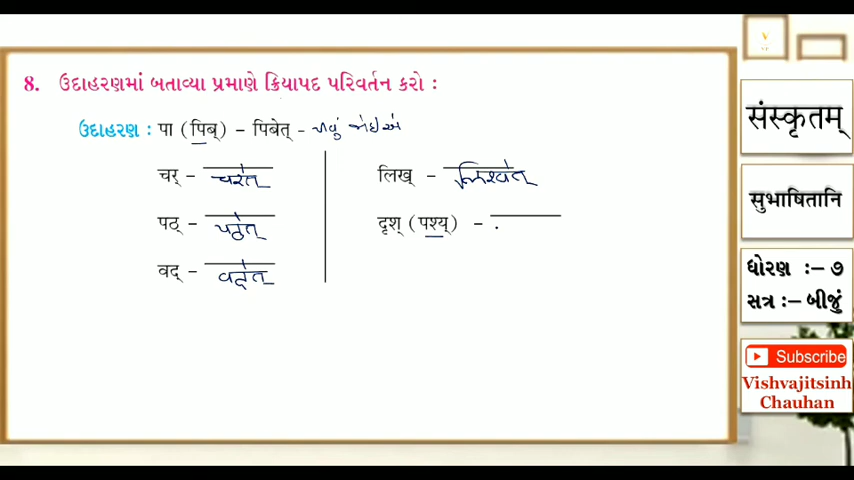 8. ઉદાહરણમાં બતાવ્યા પ્રમાણે ક્રિયાપદ પરિવર્તન કરો :
ઉદાહરણ : पा (पिब्) – पिबेत् - પીવું જોઈએ
चर् – चरेत्
पठ् – पठेत्
वद् – वदेत्
लिख् – लिखेत्
दृश् (पश्य्) –
संस्कृतम्
सुभाषितानि
ધોરણ :– ૭
સત્ર :– બીજું
Subscribe
Vishvajitsinh
Chauhan